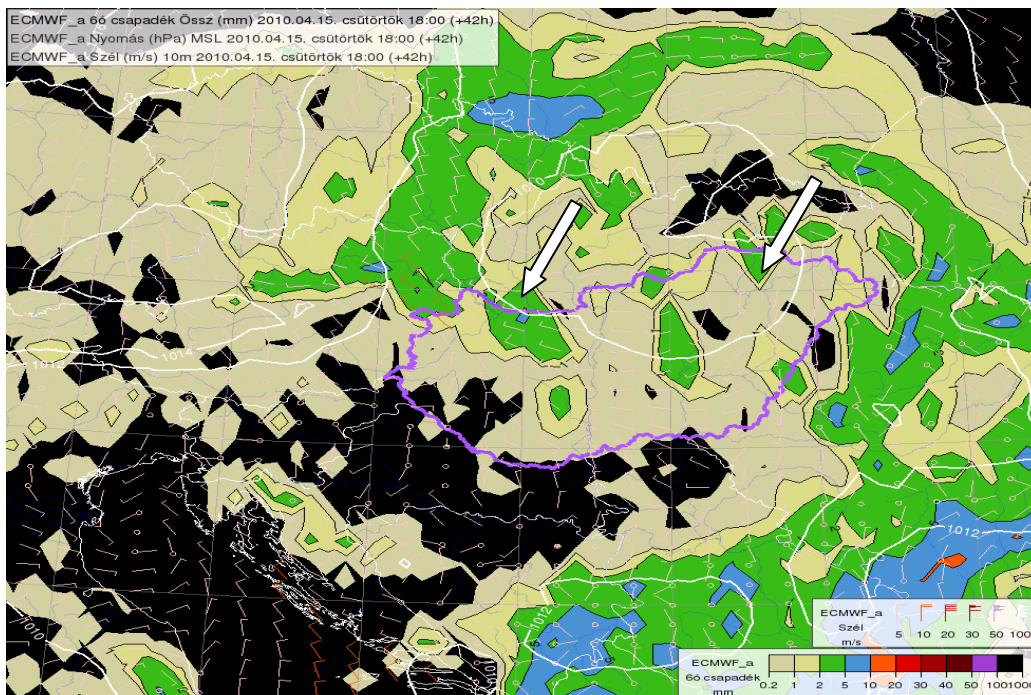 ECMWF_a 6ó csapadék Össz (mm) 2010.04.15. csütörtök 18:00 (+42h)
ECMWF_a Nyomás (hPa) MSL 2010.04.15. csütörtök 18:00 (+42h)
ECMWF_a Szél (m/s) 10m 2010.04.15. csütörtök 18:00 (+42h)
1010
1014
1012
1012
1012
1010
1010
ECMWF_a
Szél
m/s
5 10 20 30 50 100
ECMWF_a
6ó csapadék
mm
0.2 1 2 5 10 20 30 40 50 100